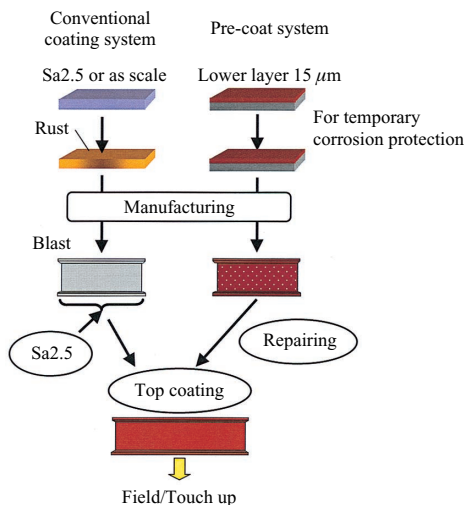 Conventional
coating system
Pre-coat system
Sa2.5 or as scale
Lower layer 15 μm
Rust
For temporary
corrosion protection
Manufacturing
Blast
Sa2.5
Repairing
Top coating
Field/Touch up